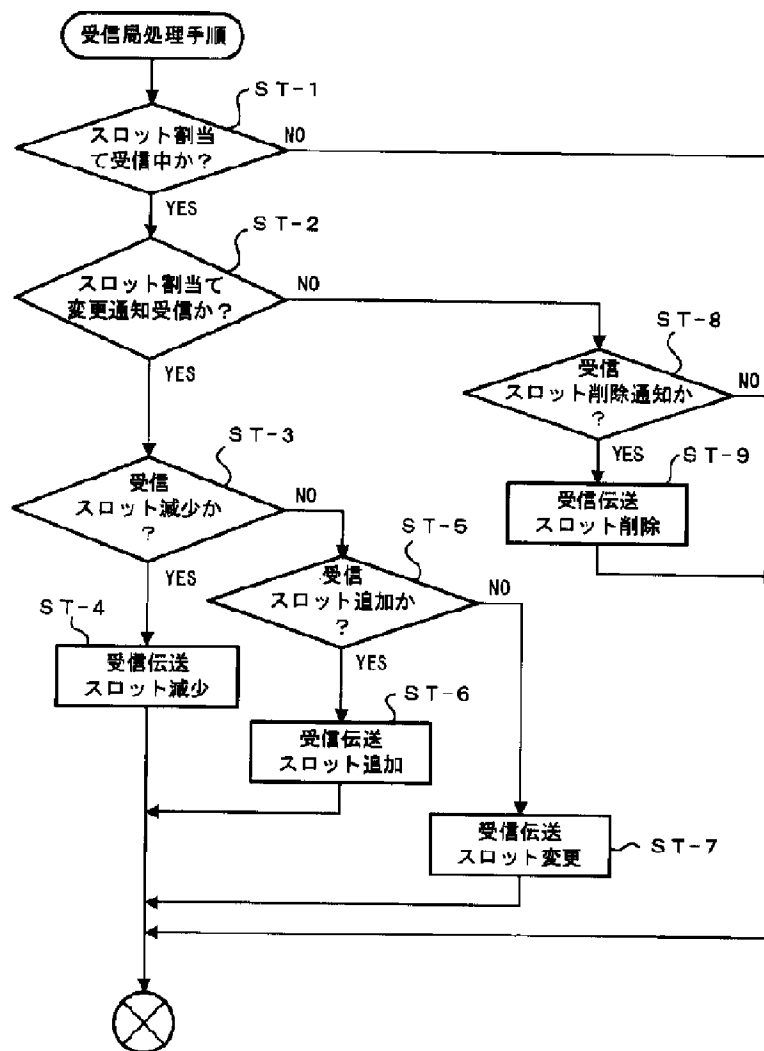 受信局処理手順
ST-1
スロット割当
て受信中か？
NO
YES
ST-2
スロット割当て
変更通知受信か？
NO
YES
ST-8
受信
スロット削除通知か
？
NO
YES
ST-9
受信伝送
スロット削除
ST-3
受信
スロット減少か
？
NO
YES
ST-5
受信
スロット追加か
？
NO
YES
ST-4
受信伝送
スロット減少
ST-6
受信伝送
スロット追加
受信伝送
スロット変更
ST-7